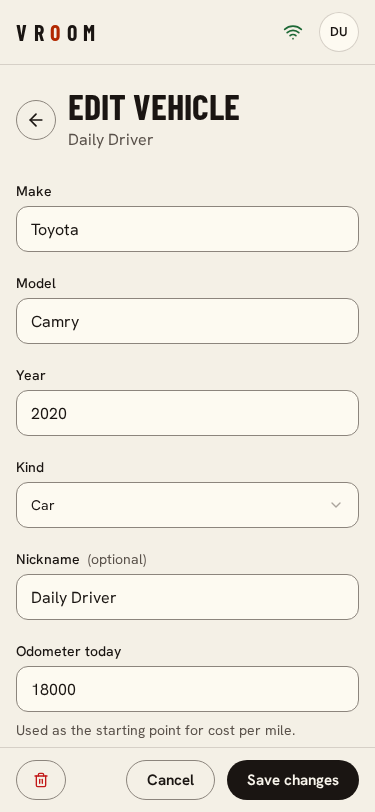 VROOM
DU
EDIT VEHICLE
Daily Driver
Make
Toyota
Model
Camry
Year
2020
Kind
Car
Nickname (optional)
Daily Driver
Odometer today
18000
Used as the starting point for cost per mile.
Cancel
Save changes